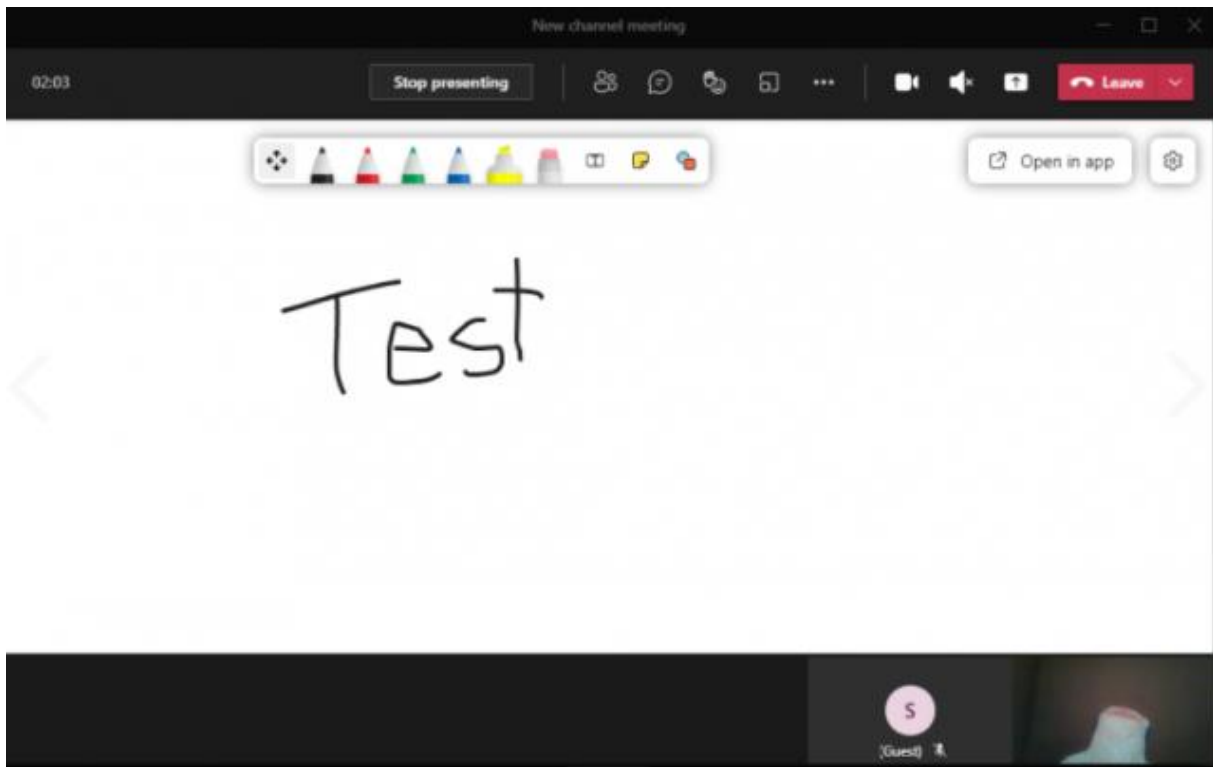 New channel meeting
02:03
Stop presenting
Leave
Open in app
Test
S
(Guest)